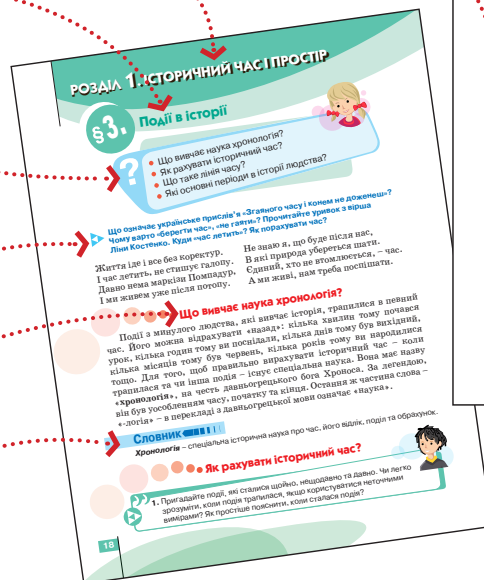 РОЗДІЛ 1. ІСТОРИЧНИЙ ЧАС І ПРОСТІР
§ 3. Події в історії
?
• Що вивчає наука хронологія?
• Як рахувати історичний час?
• Що таке лінія часу?
• Які основні періоди в історії людства?
Що означає українське прислів'я «Згаяного часу і конем не доженеш»?
Чому варто «берегти час», «не гаяти»? Прочитайте уривок з вірша
Ліни Костенко. Куди «час летить»? Як порахувати час?
Життя іде і все без коректур.
І час летить, не стишує галопу.
Давно нема маркізи Помпадур,
І ми живем уже після потопу.
Не знаю я, що буде після нас,
В які природа убереться шати.
Єдиний, хто не втомлюється, – час.
А ми живі, нам треба поспішати.
Що вивчає наука хронологія?
Події з минулого людства, які вивчає історія, трапилися в певний
час. Його можна відрахувати «назад»: кілька хвилин тому почався
урок, кілька годин тому ви поснідали, кілька днів тому був вихідний,
кілька місяців тому був червень, кілька років тому ви народилися
тощо. Для того, щоб правильно вирахувати історичний час – коли
трапилася та чи інша подія – існує спеціальна наука. Вона має назву
«хронологія», на честь давньогрецького бога Хроноса. За легендою,
він був уособленням часу, початку та кінця. Остання ж частина слова –
«-логія» – в перекладі з давньогрецької мови означає «наука».
Словник
Хронологія – спеціальна історична наука про час, його відлік, поділ та обрахунок.
Як рахувати історичний час?
1. Пригадайте події, які сталися щойно, нещодавно та давно. Чи легко
зрозуміти, коли подія трапилася, якщо користуватися неточними
вимірами? Як простіше пояснити, коли сталася подія?
18